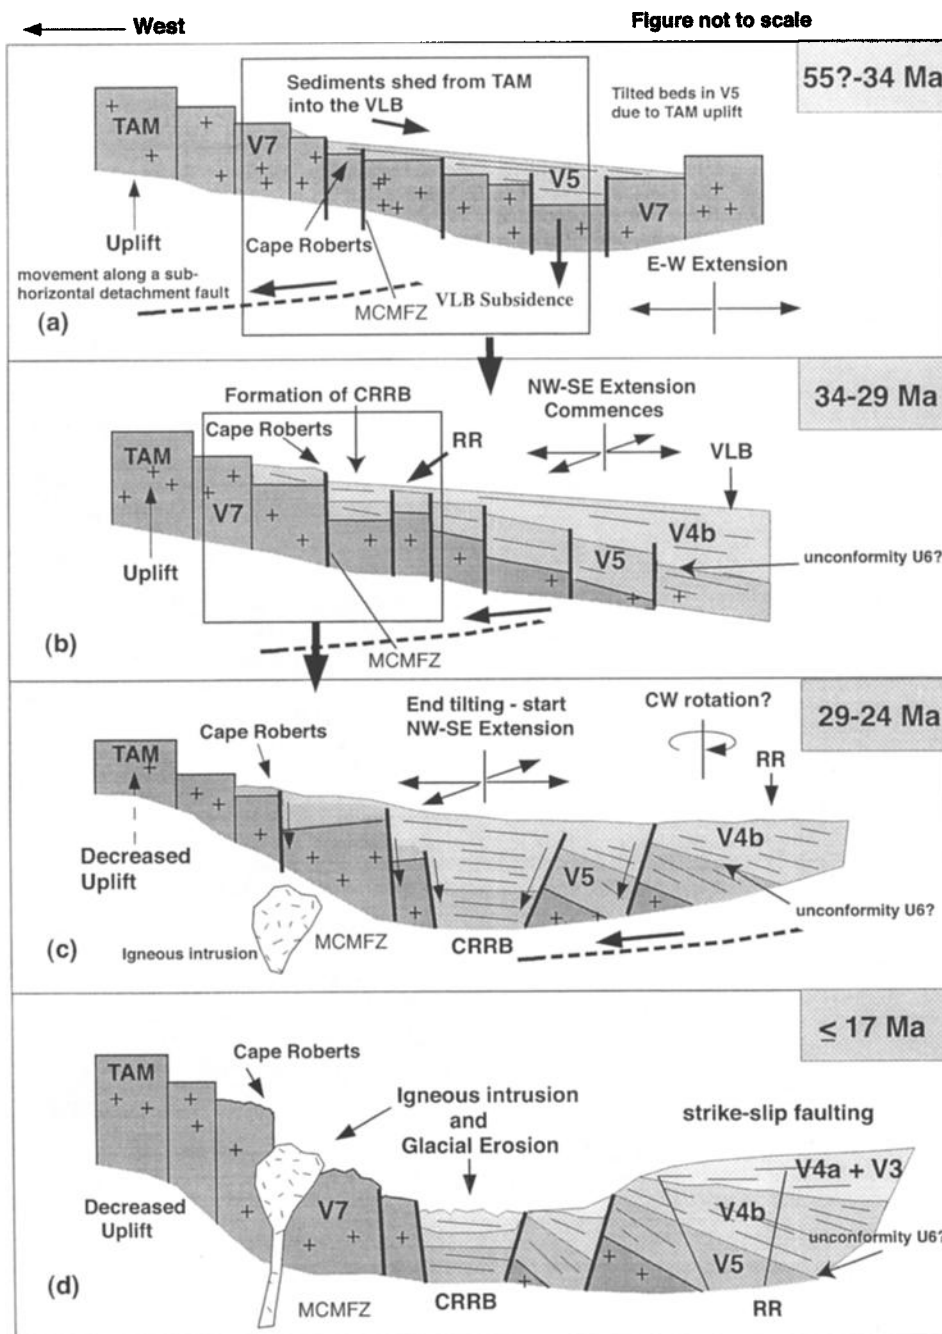 West
Figure not to scale
55?-34 Ma
Sediments shed from TAM
into the VLB
Tilted beds in V5
due to TAM uplift
TAM
V7
V5
V7
Uplift
Cape Roberts
E-W Extension
movement along a sub-
horizontal detachment fault
VLB Subsidence
MCMFZ
(a)
34-29 Ma
Formation of CRRB
NW-SE Extension
Commences
Cape Roberts
RR
VLB
TAM
V7
V4b
V5
unconformity U6?
Uplift
(b)
MCMFZ
29-24 Ma
End tilting - start
NW-SE Extension
CW rotation?
Cape Roberts
RR
TAM
V4b
Decreased
Uplift
V5
unconformity U6?
MCMFZ
Igneous intrusion
CRRB
(c)
≤ 17 Ma
Cape Roberts
TAM
Igneous intrusion
and
Glacial Erosion
strike-slip faulting
V4a + V3
Decreased
Uplift
V7
V4b
unconformity U6?
V5
(d)
MCMFZ
CRRB
RR